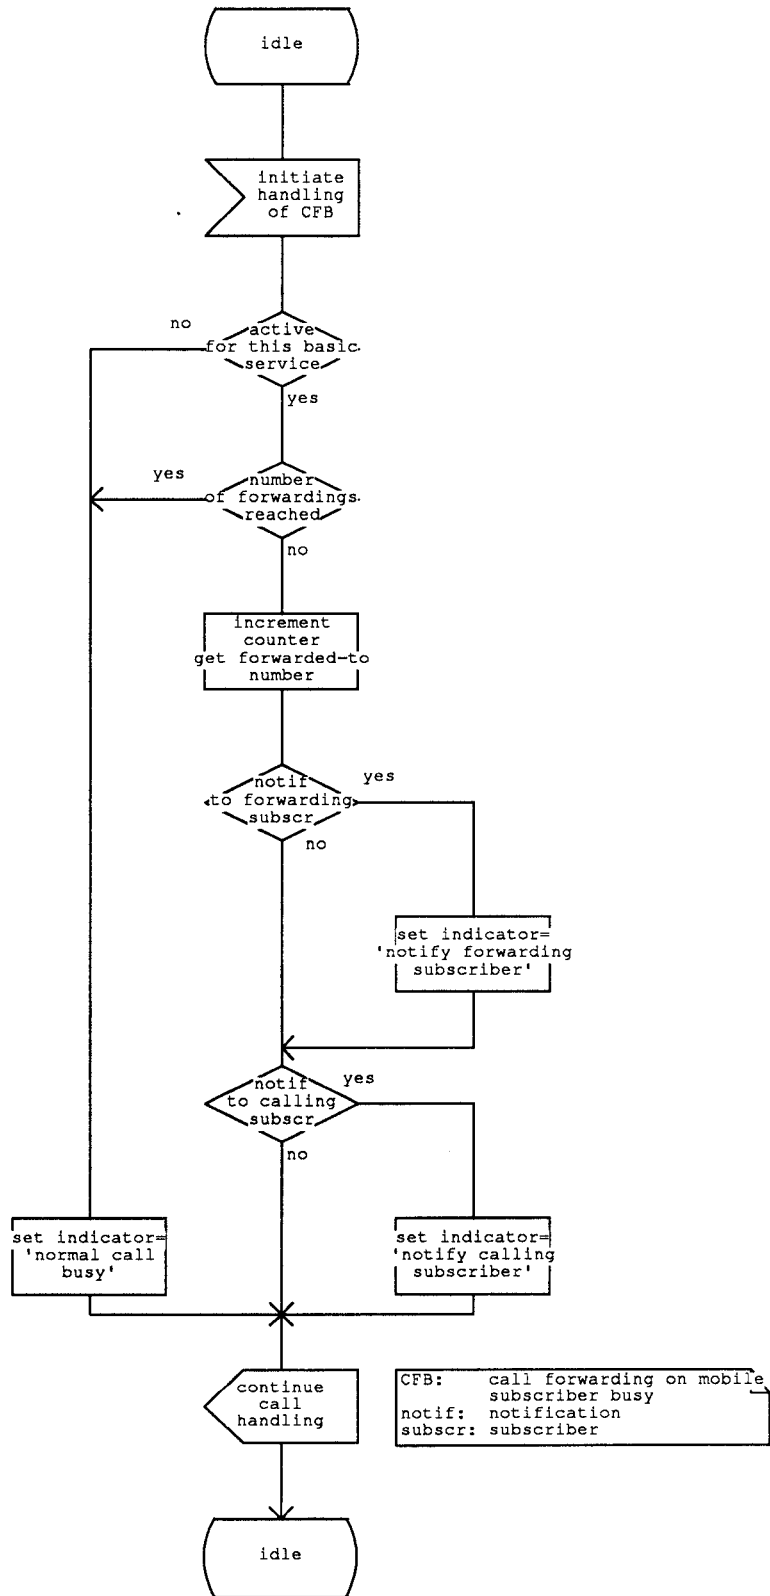 idle
initiate
handling
of CFB
no
active
for this basic
service
yes
yes
number
of forwardings
reached
no
increment
counter
get forwarded-to
number
notif
to forwarding
subscr
yes
no
set indicator=
'notify forwarding
subscriber'
notif
to calling
subscr
yes
no
set indicator=
'normal call
busy'
set indicator=
'notify calling
subscriber'
continue
call
handling
CFB: call forwarding on mobile
subscriber busy
notif: notification
subscr: subscriber
idle